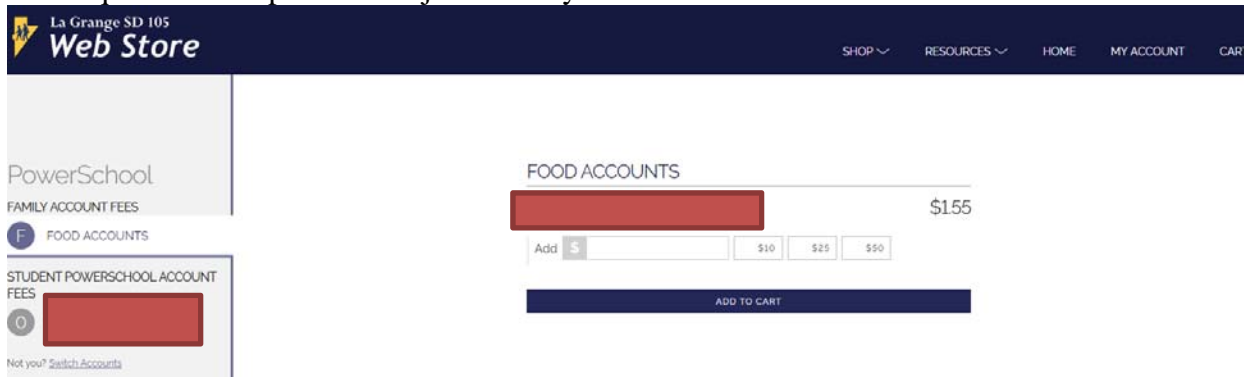 La Grange SD 105
Web Store
SHOP
RESOURCES
HOME
MY ACCOUNT
PowerSchool
FAMILY ACCOUNT FEES
F
FOOD ACCOUNTS
STUDENT POWERSCHOOL ACCOUNT
FEES
O
Not you? Switch Accounts
FOOD ACCOUNTS
$1.55
Add $
$10
$25
$50
ADD TO CART